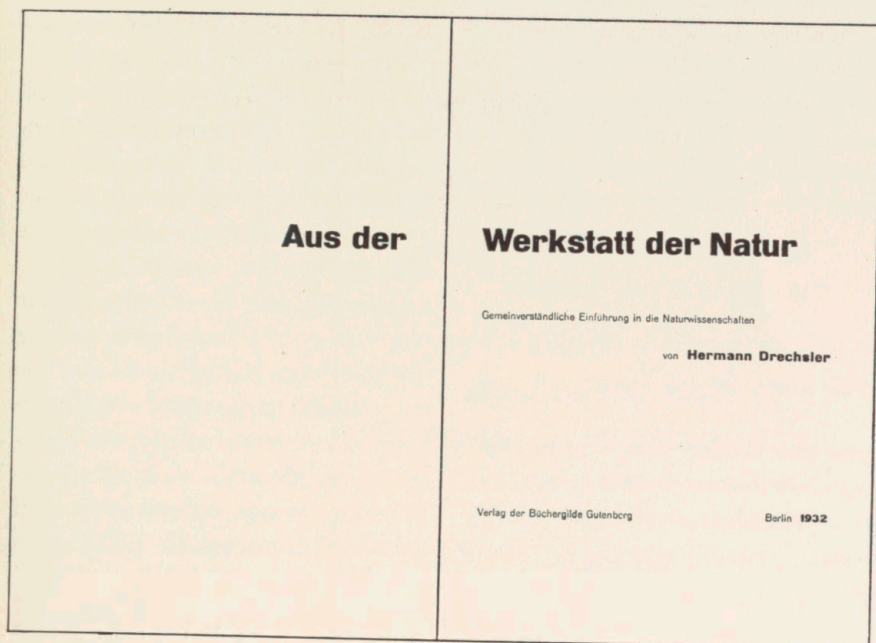 Aus der Werkstatt der Natur
Gemeinverständliche Einführung in die Naturwissenschaften
von Hermann Drechsler
Verlag der Büchergilde Gutenberg Berlin 1932